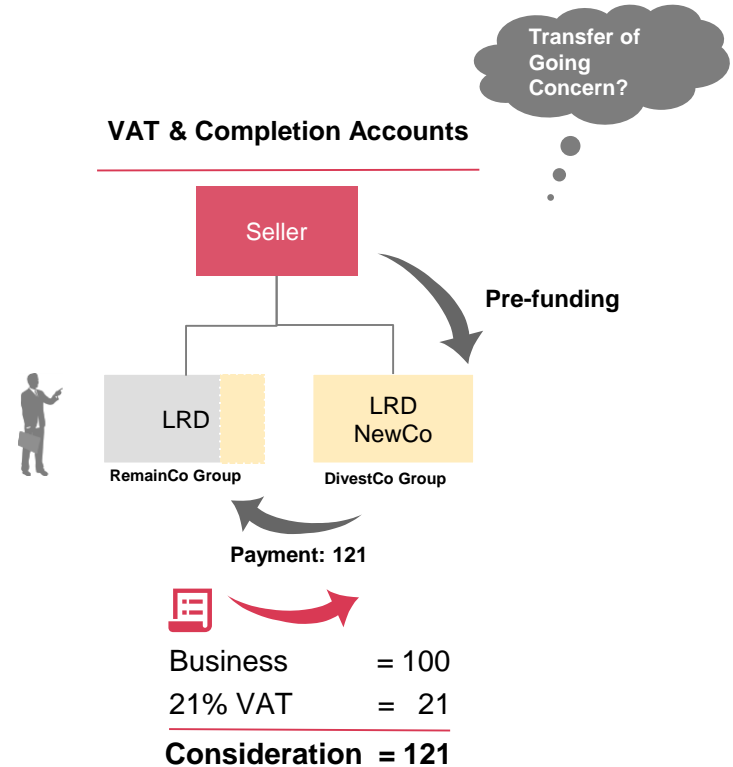 Transfer of
Going
Concern?
VAT & Completion Accounts
Seller
Pre-funding
LRD
LRD
NewCo
RemainCo Group
DivestCo Group
Payment: 121
Business = 100
21% VAT = 21
Consideration = 121